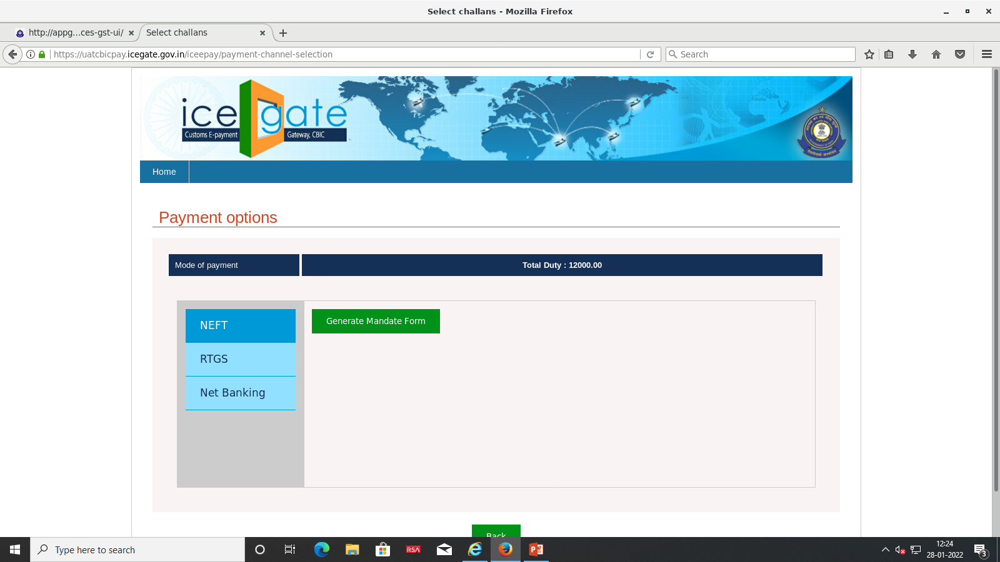 Select challans - Mozilla Firefox
http://appg...ces-gst-ui/
Select challans
https://uatcbicpay.icegate.gov.in/iceepay/payment-channel-selection
Search
icegate
Customs E-payment Gateway, CBIC
Home
Payment options
Mode of payment
Total Duty : 12000.00
NEFT
Generate Mandate Form
RTGS
Net Banking
Back
Type here to search
RSA
12:24
28-01-2022
3